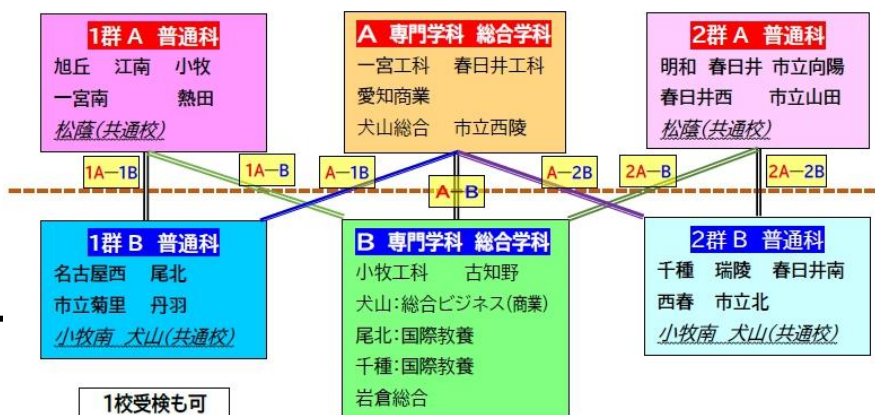 1群A 普通科
旭丘 江南 小牧
一宮南 熱田
松蔭(共通校)
A 専門学科 総合学科
一宮工科 春日井工科
愛知商業
犬山総合 市立西陵
2群A 普通科
明和 春日井 市立向陽
春日井西 市立山田
松蔭(共通校)
1A―1B
1A―B
A―1B
A―B
A―2B
2A―B
2A―2B
1群B 普通科
名古屋西 尾北
市立菊里 丹羽
小牧南 犬山(共通校)
B 専門学科 総合学科
小牧工科 古知野
犬山:総合ビジネス(商業)
尾北:国際教養
千種:国際教養
岩倉総合
2群B 普通科
千種 瑞陵 春日井南
西春 市立北
小牧南 犬山(共通校)
1校受検も可